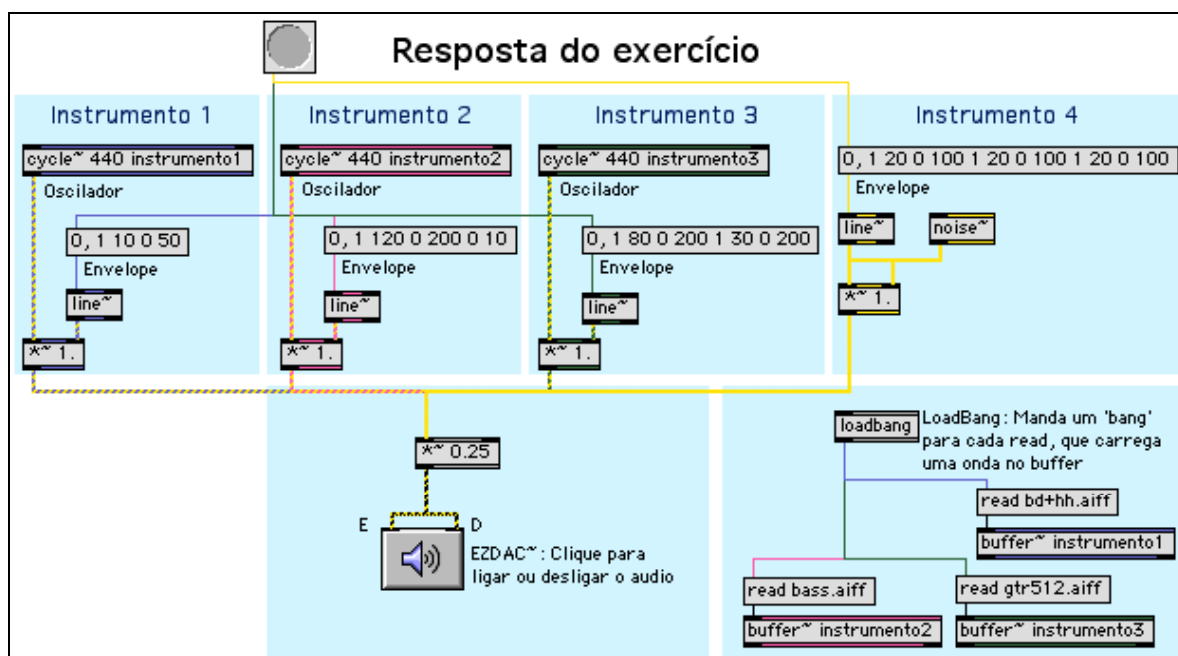 Resposta do exercício
Instrumento 1
cycle~ 440 instrumento1
Oscilador
0, 1 10 0 50
Envelope
line~
*~ 1.
Instrumento 2
cycle~ 440 instrumento2
Oscilador
0, 1 120 0 200 0 10
Envelope
line~
*~ 1.
Instrumento 3
cycle~ 440 instrumento3
Oscilador
0, 1 80 0 200 1 30 0 200
Envelope
line~
*~ 1.
Instrumento 4
0, 1 20 0 100 1 20 0 100 1 20 0 100
Envelope
line~
noise~
*~ 1.
*~ 0.25
E
D
EZDAC~: Clique para
ligar ou desligar o audio
loadbang
LoadBang: Manda um 'bang'
para cada read, que carrega
uma onda no buffer
read bd+hh.aiff
buffer~ instrumento1
read bass.aiff
buffer~ instrumento2
read gtr512.aiff
buffer~ instrumento3